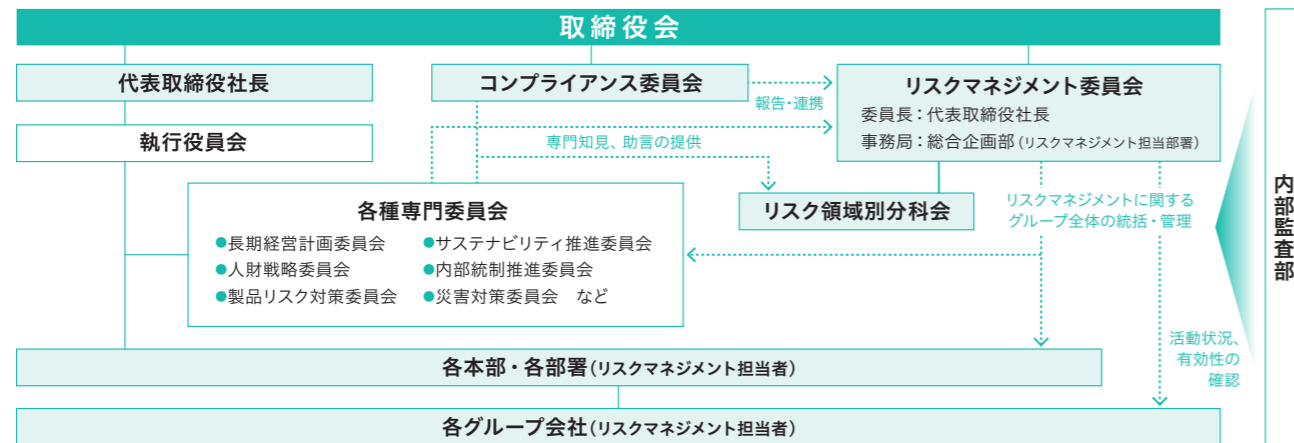 取締役会
代表取締役社長
執行役員会
コンプライアンス委員会
報告・連携
リスクマネジメント委員会
委員長：代表取締役社長
事務局：総合企画部（リスクマネジメント担当部署）
専門知見、助言の提供
リスク領域別分科会
各種専門委員会
●長期経営計画委員会
●サステナビリティ推進委員会
●人財戦略委員会
●内部統制推進委員会
●製品リスク対策委員会
●災害対策委員会　など
リスクマネジメントに関する
グループ全体の統括・管理
内部監査部
活動状況、
有効性の
確認
各本部・各部署（リスクマネジメント担当者）
各グループ会社（リスクマネジメント担当者）